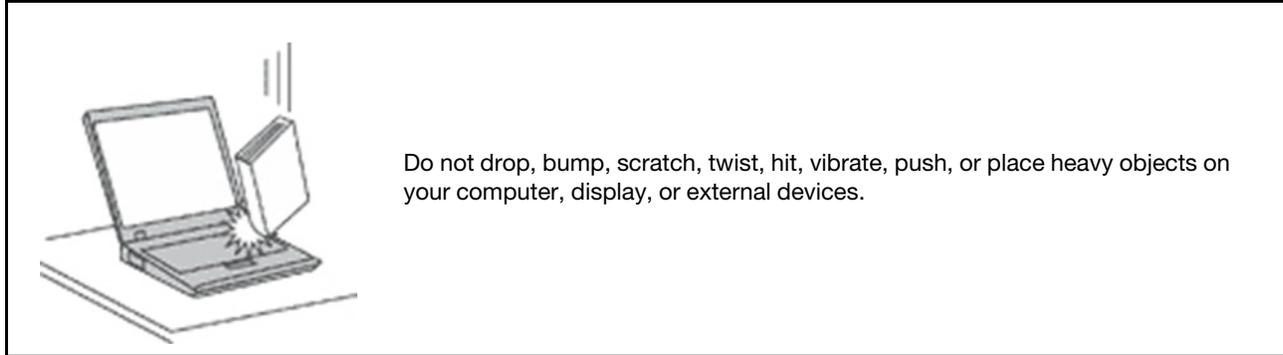 Do not drop, bump, scratch, twist, hit, vibrate, push, or place heavy objects on
your computer, display, or external devices.